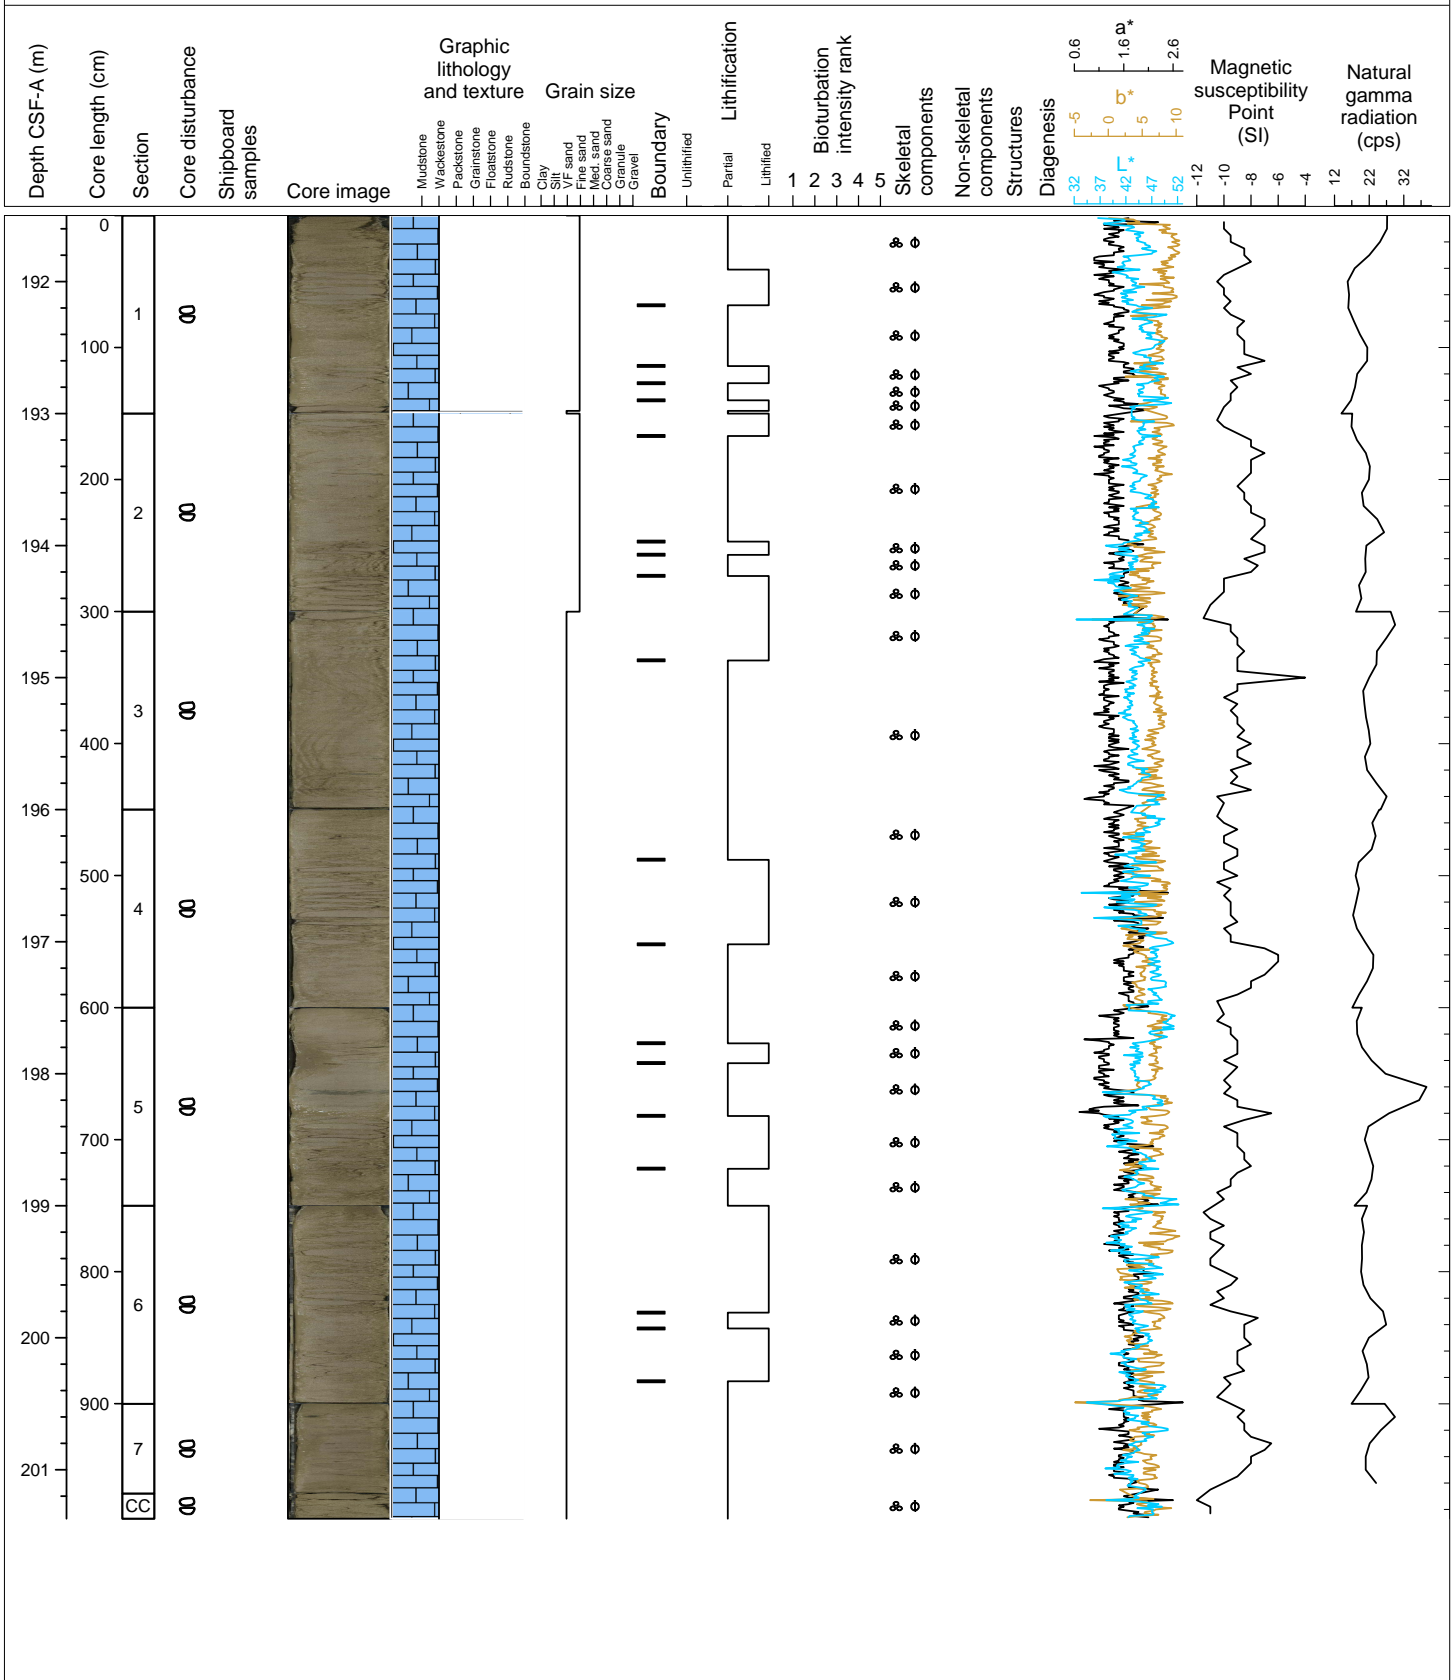 Depth CSF-A (m)
Core length (cm)
Section
Core disturbance
Shipboard
samples
Core image
Graphic
lithology
and texture
Mudstone
Wackestone
Packstone
Grainstone
Floatstone
Rudstone
Boundstone
Grain size
Clay
Silt
VF sand
Fine sand
Med. sand
Coarse sand
Granule
Gravel
Boundary
Lithification
Unlithified
Partial
Lithified
Bioturbation
intensity rank
1 2 3 4 5
Skeletal
components
Non-skeletal
components
Structures
Diagenesis
a*
0.6 1.6 2.6
b*
-5 0 5 10
L*
32 37 42 47 52
Magnetic
susceptibility
Point
(SI)
-12 -10 -8 -6 -4
Natural
gamma
radiation
(cps)
12 22 32
0
192
1
100
193
200
2
194
300
195
3
400
196
500
4
197
600
198
5
700
199
800
6
200
900
7
201
CC